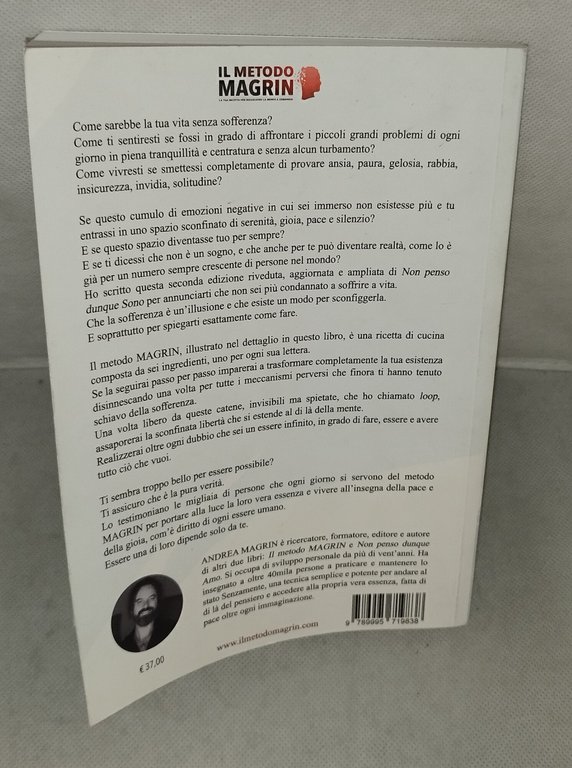 IL METODO
MAGRIN
LA TUA RICETTA PER RISVEGLIARE LA MENTE A COMANDO
Come sarebbe la tua vita senza sofferenza?
Come ti sentiresti se fossi in grado di affrontare i piccoli grandi problemi di ogni
giorno in piena tranquillità e centratura e senza alcun turbamento?
Come vivresti se smettessi completamente di provare ansia, paura, gelosia, rabbia,
insicurezza, invidia, solitudine?
Se questo cumulo di emozioni negative in cui sei immerso non esistesse più e tu
entrassi in uno spazio sconfinato di serenità, gioia, pace e silenzio?
E se questo spazio diventasse tuo per sempre?
E se ti dicessi che non è un sogno, e che anche per te può diventare realtà, come lo è
già per un numero sempre crescente di persone nel mondo?
Ho scritto questa seconda edizione riveduta, aggiornata e ampliata di Non penso
dunque Sono per annunciarti che non sei più condannato a soffrire a vita.
Che la sofferenza è un'illusione e che esiste un modo per sconfiggerla.
E soprattutto per spiegarti esattamente come fare.
Il metodo MAGRIN, illustrato nel dettaglio in questo libro, è una ricetta di cucina
composta da sei ingredienti, uno per ogni sua lettera.
Se la seguirai passo per passo imparerai a trasformare completamente la tua esistenza
disinnescando una volta per tutte i meccanismi perversi che finora ti hanno tenuto
schiavo della sofferenza.
Una volta libero da queste catene, invisibili ma spietate, che ho chiamato loop,
assaporerai la sconfinata libertà che si estende al di là della mente.
Realizzerai oltre ogni dubbio che sei un essere infinito, in grado di fare, essere e avere
tutto ciò che vuoi.
Ti sembra troppo bello per essere possibile?
Ti assicuro che è la pura verità.
Lo testimoniano le migliaia di persone che ogni giorno si servono del metodo
MAGRIN per portare alla luce la loro vera essenza e vivere all'insegna della pace e
della gioia, com'è diritto di ogni essere umano.
Essere una di loro dipende solo da te.
ANDREA MAGRIN è ricercatore, formatore, editore e autore
di altri due libri: Il metodo MAGRIN e Non penso dunque
Amo. Si occupa di sviluppo personale da più di vent'anni. Ha
insegnato a oltre 40mila persone a praticare e mantenere lo
stato Senzamente, una tecnica semplice e potente per andare al
di là del pensiero e accedere alla propria vera essenza, fatta di
pace oltre ogni immaginazione.
www.ilmetodomagrin.com
€ 37,00
9 789995 719838